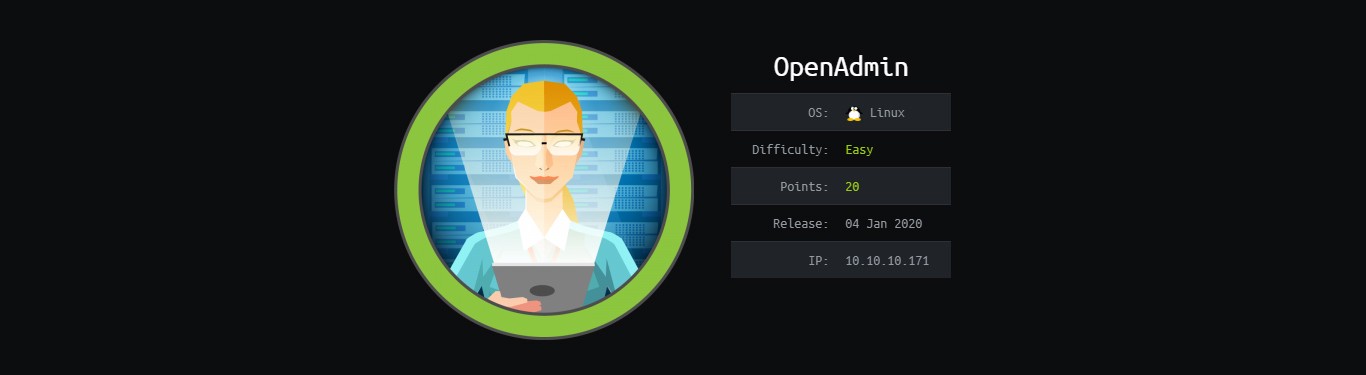 OpenAdmin
OS: Linux
Difficulty: Easy
Points: 20
Release: 04 Jan 2020
IP: 10.10.10.171